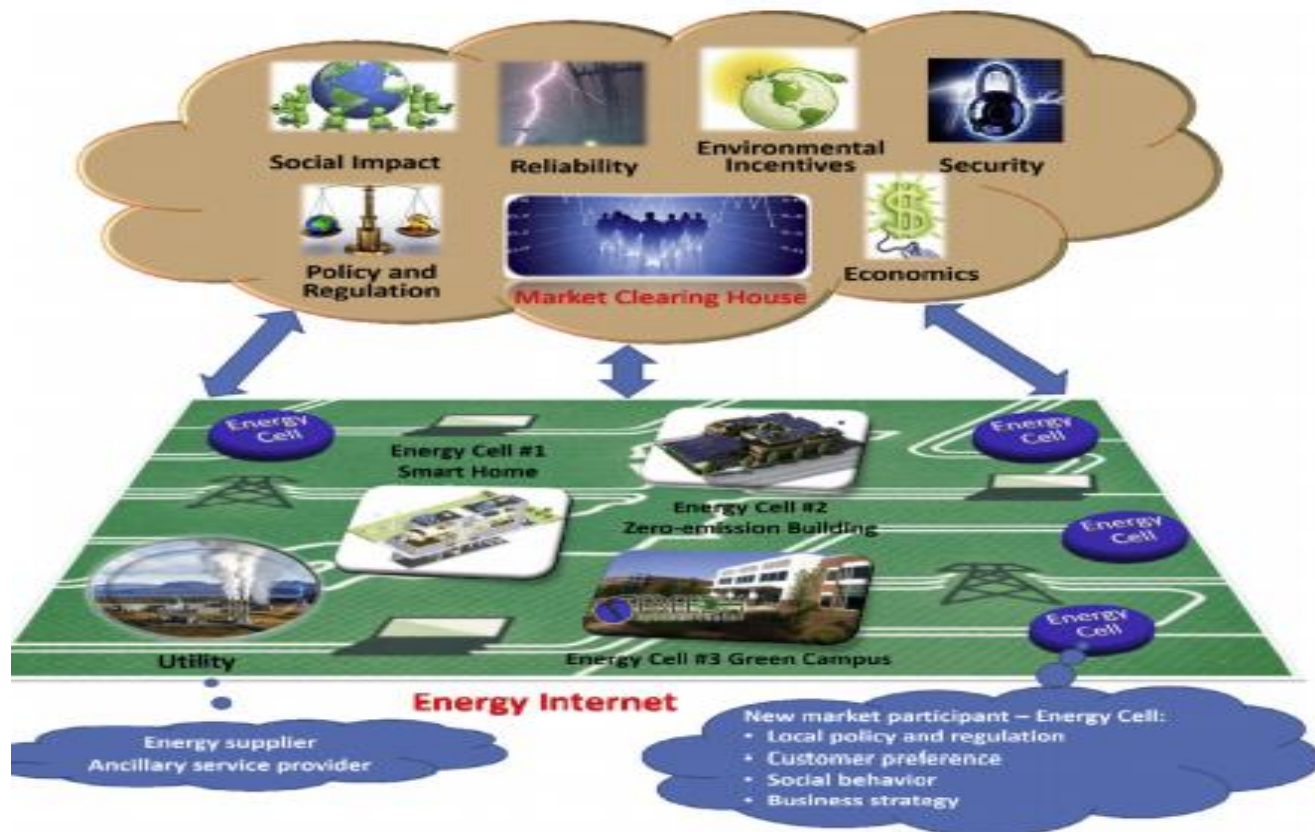 Social Impact
Reliability
Environmental
Incentives
Security
Policy and
Regulation
Market Clearing House
Economics
Energy
Cell
Energy Cell #1
Smart Home
Energy
Cell
Energy Cell #2
Zero-emission Building
Energy
Cell
Energy
Cell
Utility
Energy Cell #3 Green Campus
Energy Internet
Energy supplier
Ancillary service provider
New market participant – Energy Cell:
• Local policy and regulation
• Customer preference
• Social behavior
• Business strategy